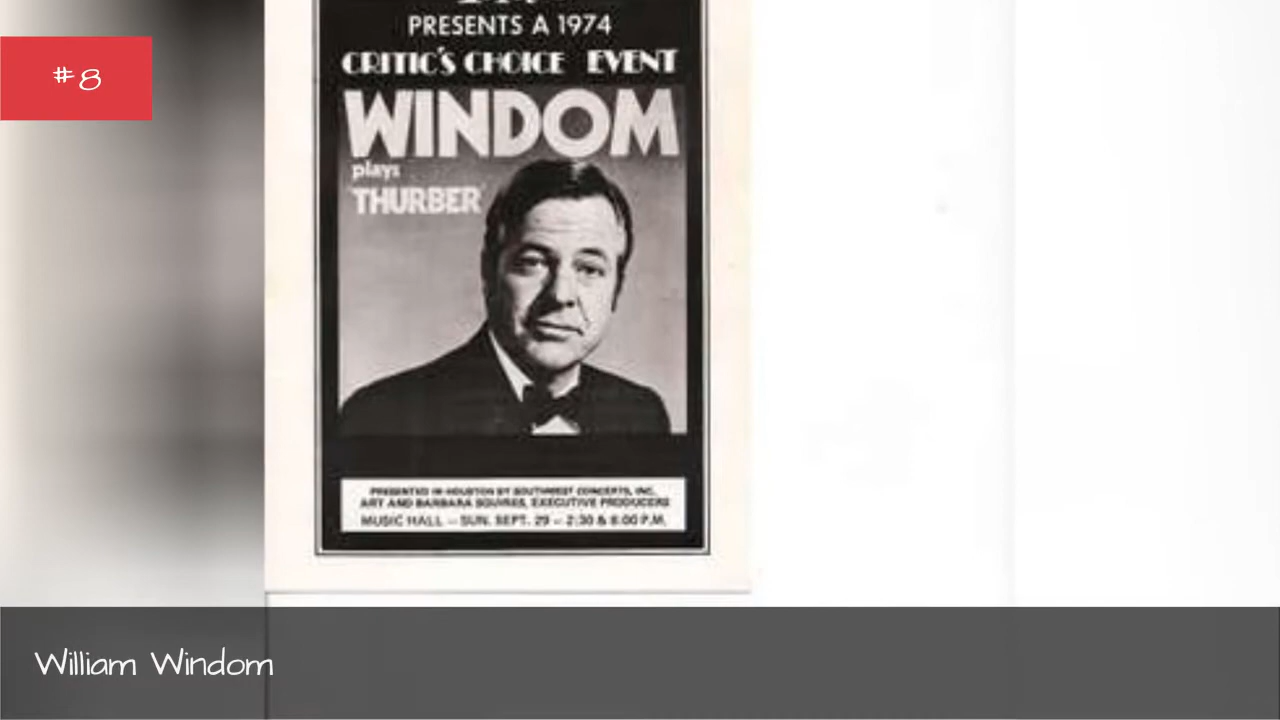 #8
PRESENTS A 1974
CRITIC'S CHOICE EVENT
WINDOM
plays
THURBER
PRESENTED IN HOUSTON BY SOUTHWEST CONCERTS, INC.
ART AND BARBARA SQUIRES, EXECUTIVE PRODUCERS
MUSIC HALL – SUN. SEPT. 29 – 2:30 & 8:00 P.M.
William Windom